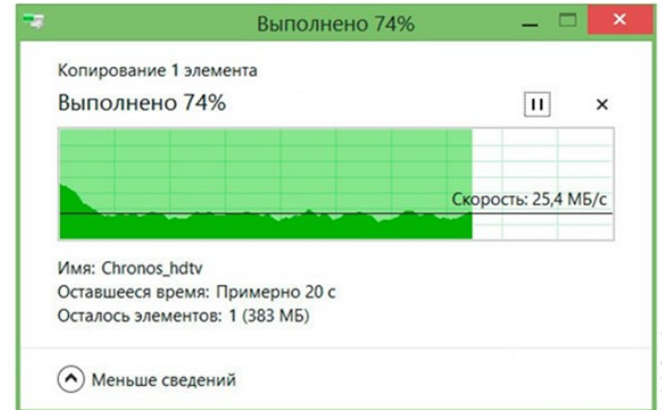 Выполнено 74%
Копирование 1 элемента
Выполнено 74%
Скорость: 25,4 МБ/с
Имя: Chronos_hdtv
Оставшееся время: Примерно 20 с
Осталось элементов: 1 (383 МБ)
Меньше сведений